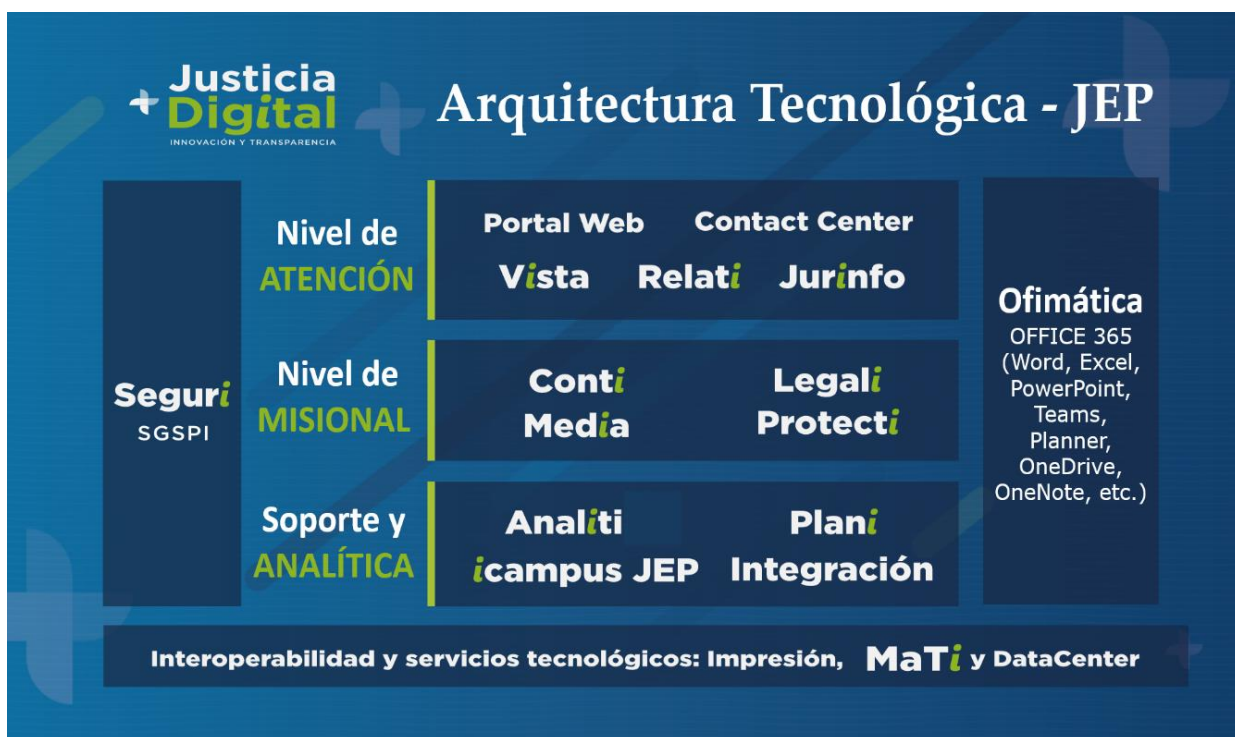 Justicia
Digital
INNOVACIÓN Y TRANSPARENCIA
Arquitectura Tecnológica - JEP
Seguri
SGSPI
Nivel de
ATENCIÓN
Portal Web Contact Center
Vista Relati Jurinfo
Nivel de
MISIONAL
Conti Legali
Media Protecti
Soporte y
ANALÍTICA
Analiti Plani
icampus JEP Integración
Ofimática
OFFICE 365
(Word, Excel,
PowerPoint,
Teams,
Planner,
OneDrive,
OneNote, etc.)
Interoperabilidad y servicios tecnológicos: Impresión, MaTi y DataCenter